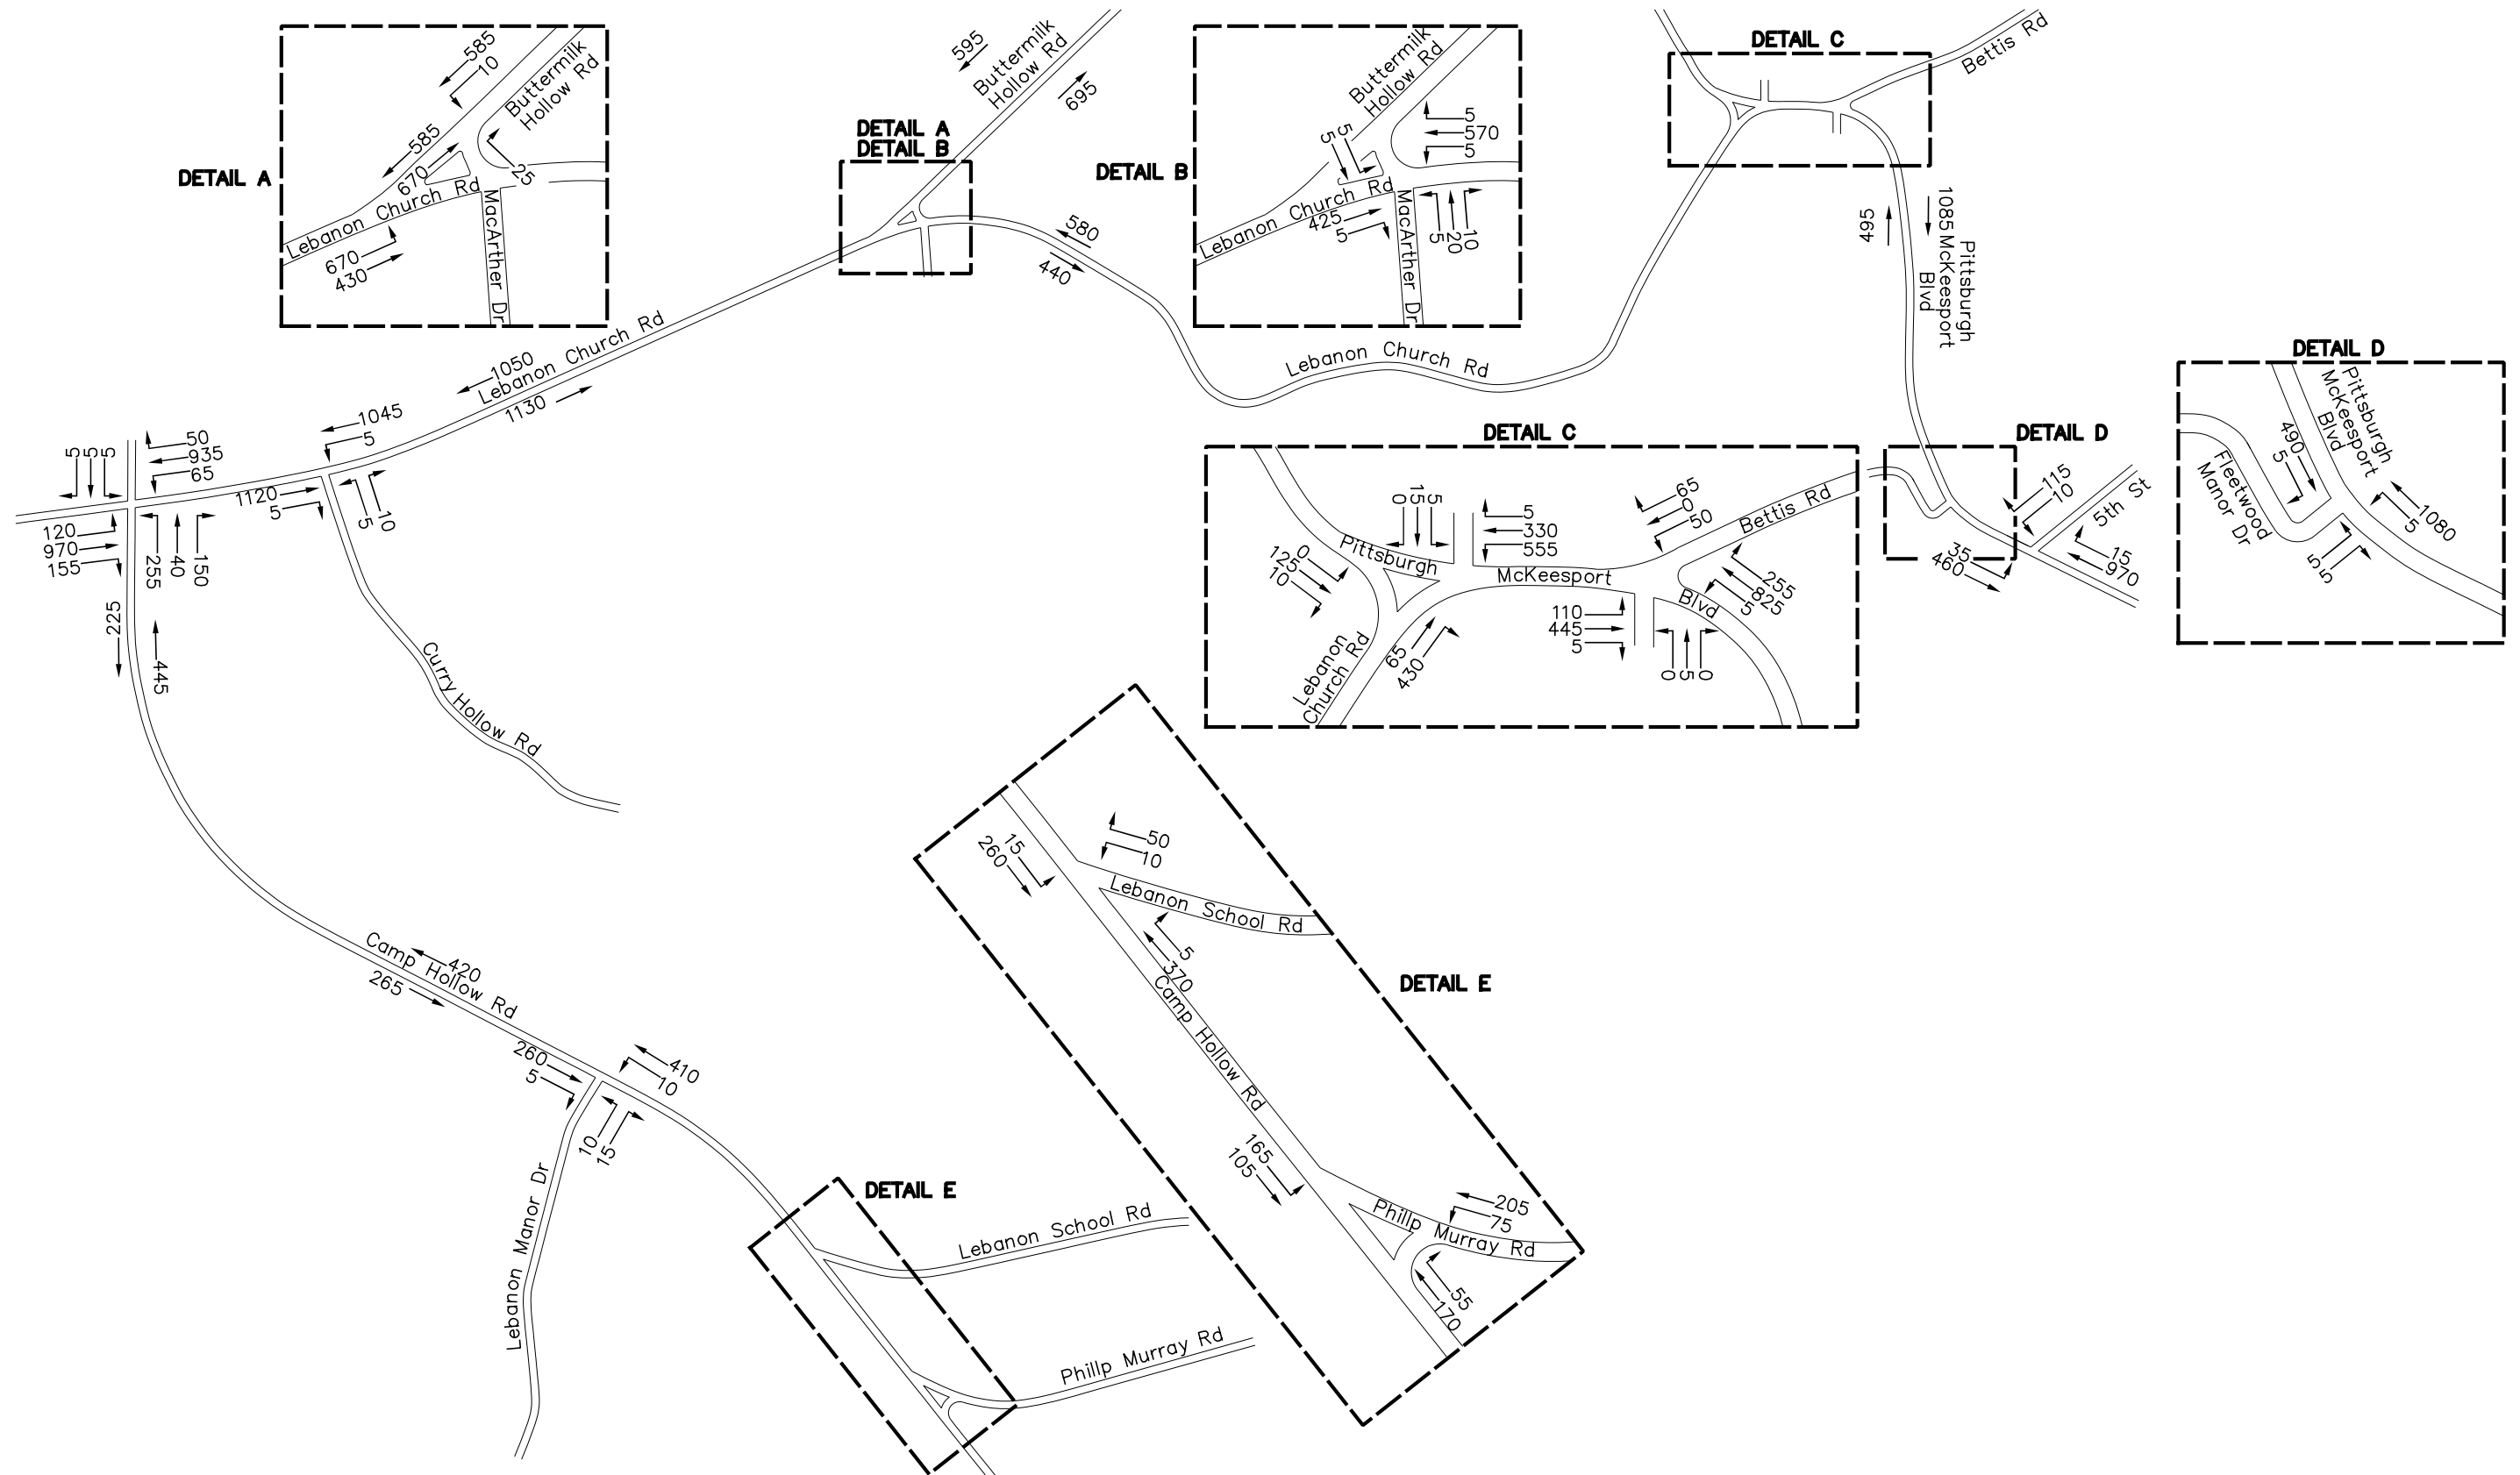 DETAIL A
585
10
Buttermilk
Hollow Rd
585
670
25
Lebanon Church Rd
MacArther Dr
670
430
595
Buttermilk
Hollow Rd
695
DETAIL A
DETAIL B
580
440
DETAIL B
Buttermilk
Hollow Rd
5
5
5
570
5
Lebanon Church Rd
425
5
MacArther Dr
5
20
10
DETAIL C
Bettis Rd
495
1085
Pittsburgh
McKeesport
Blvd
Lebanon Church Rd
1050
Lebanon Church Rd
1130
1045
5
1120
5
5
10
5
5
5
50
935
65
120
970
155
255
40
150
225
445
Curry Hollow Rd
DETAIL C
0
15
5
5
330
555
65
0
50
Bettis Rd
Pittsburgh
McKeesport
Blvd
0
125
10
Lebanon
Church Rd
65
430
110
445
5
0
5
0
255
825
5
DETAIL D
115
10
5th St
35
460
15
970
DETAIL D
Pittsburgh
McKeesport
Blvd
490
5
Fleetwood
Manor Dr
1080
5
5
5
Camp Hollow Rd
420
265
260
5
410
10
10
15
Lebanon Manor Dr
DETAIL E
Lebanon School Rd
Phillp Murray Rd
DETAIL E
15
260
50
10
Lebanon School Rd
5
370
Camp Hollow Rd
165
105
205
75
Phillp Murray Rd
55
170